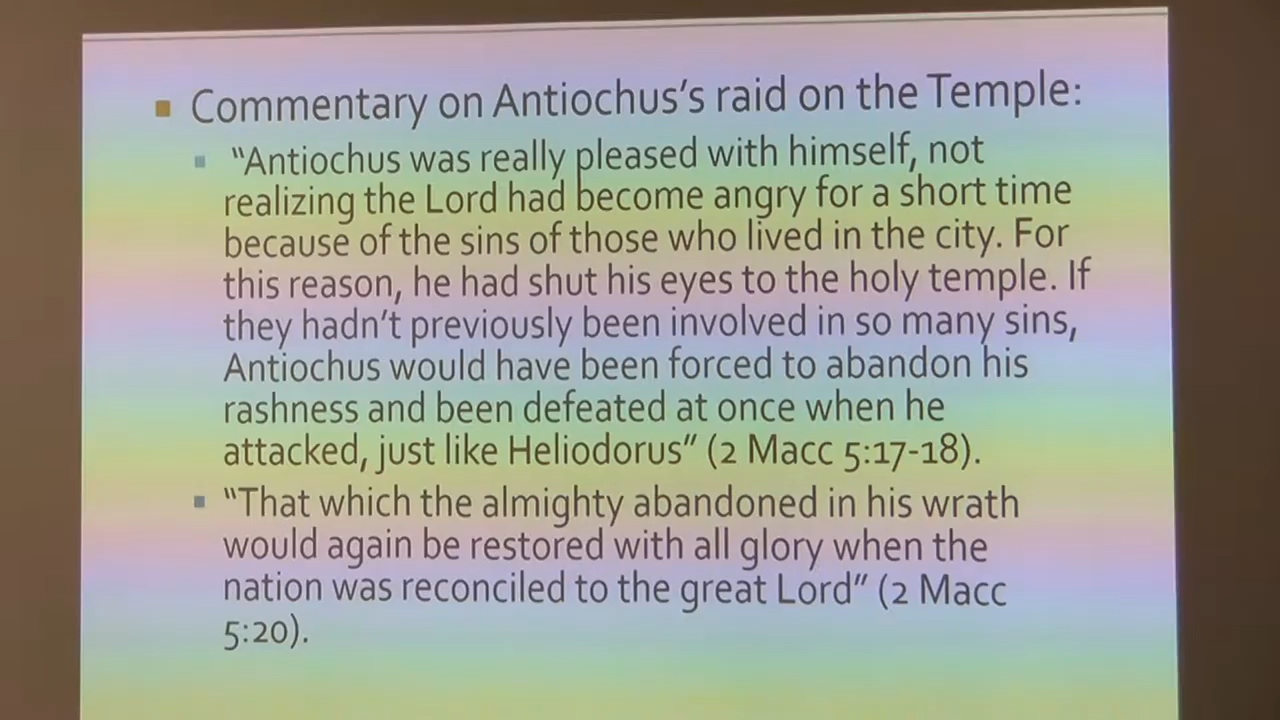 Commentary on Antiochus's raid on the Temple:
"Antiochus was really pleased with himself, not
realizing the Lord had become angry for a short time
because of the sins of those who lived in the city. For
this reason, he had shut his eyes to the holy temple. If
they hadn't previously been involved in so many sins,
Antiochus would have been forced to abandon his
rashness and been defeated at once when he
attacked, just like Heliodorus" (2 Macc 5:17-18).
"That which the almighty abandoned in his wrath
would again be restored with all glory when the
nation was reconciled to the great Lord" (2 Macc
5:20).